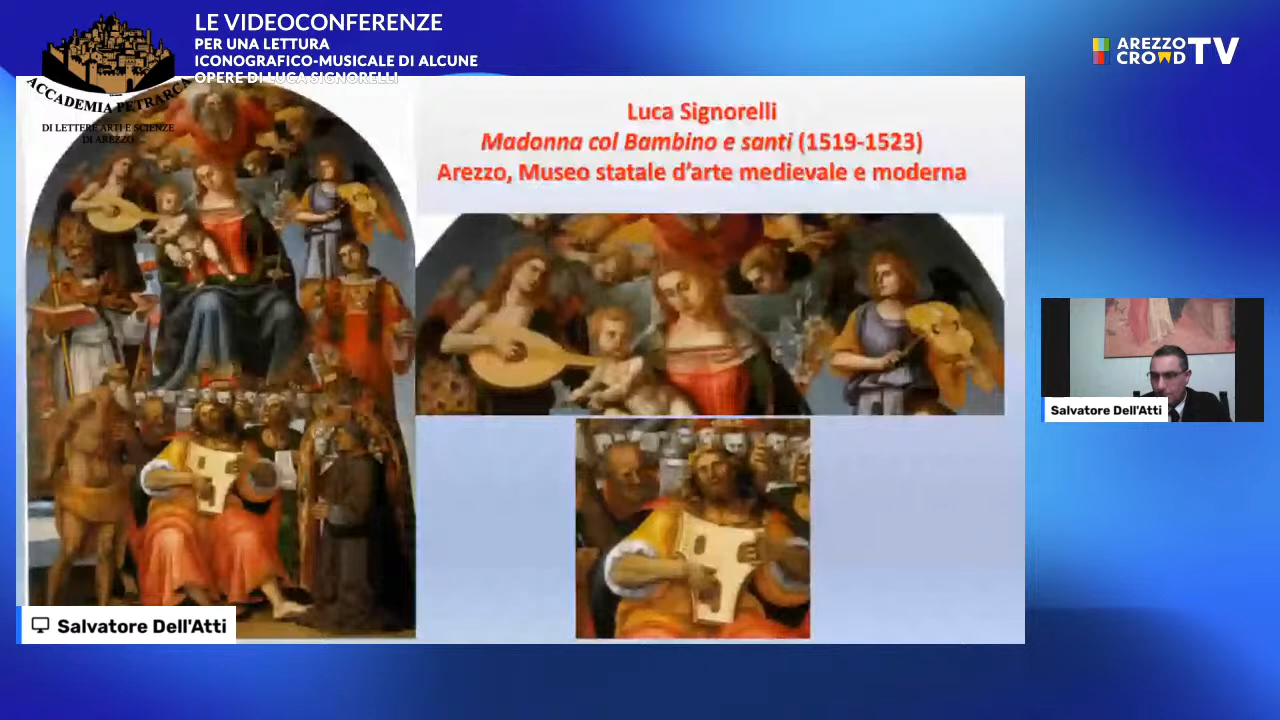 LE VIDEOCONFERENZE
PER UNA LETTURA
ICONOGRAFICO-MUSICALE DI ALCUNE
OPERE DI LUCA SIGNORELLI
ACCADEMIA PETRARCA
DI LETTERE ARTI E SCIENZE
DI AREZZO
AREZZO
CROWD
TV
Luca Signorelli
Madonna col Bambino e santi (1519-1523)
Arezzo, Museo statale d'arte medievale e moderna
Salvatore Dell'Atti
Salvatore Dell'Atti